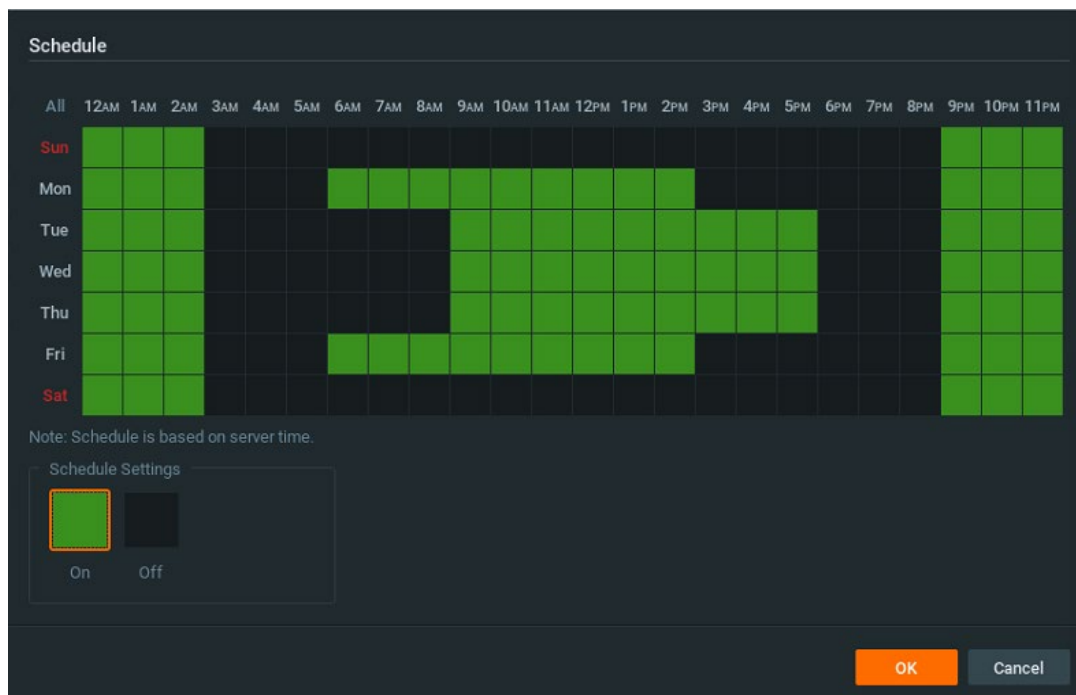 Schedule
All 12AM 1AM 2AM 3AM 4AM 5AM 6AM 7AM 8AM 9AM 10AM 11AM 12PM 1PM 2PM 3PM 4PM 5PM 6PM 7PM 8PM 9PM 10PM 11PM
Sun
Mon
Tue
Wed
Thu
Fri
Sat
Note: Schedule is based on server time.
Schedule Settings
On Off
OK Cancel